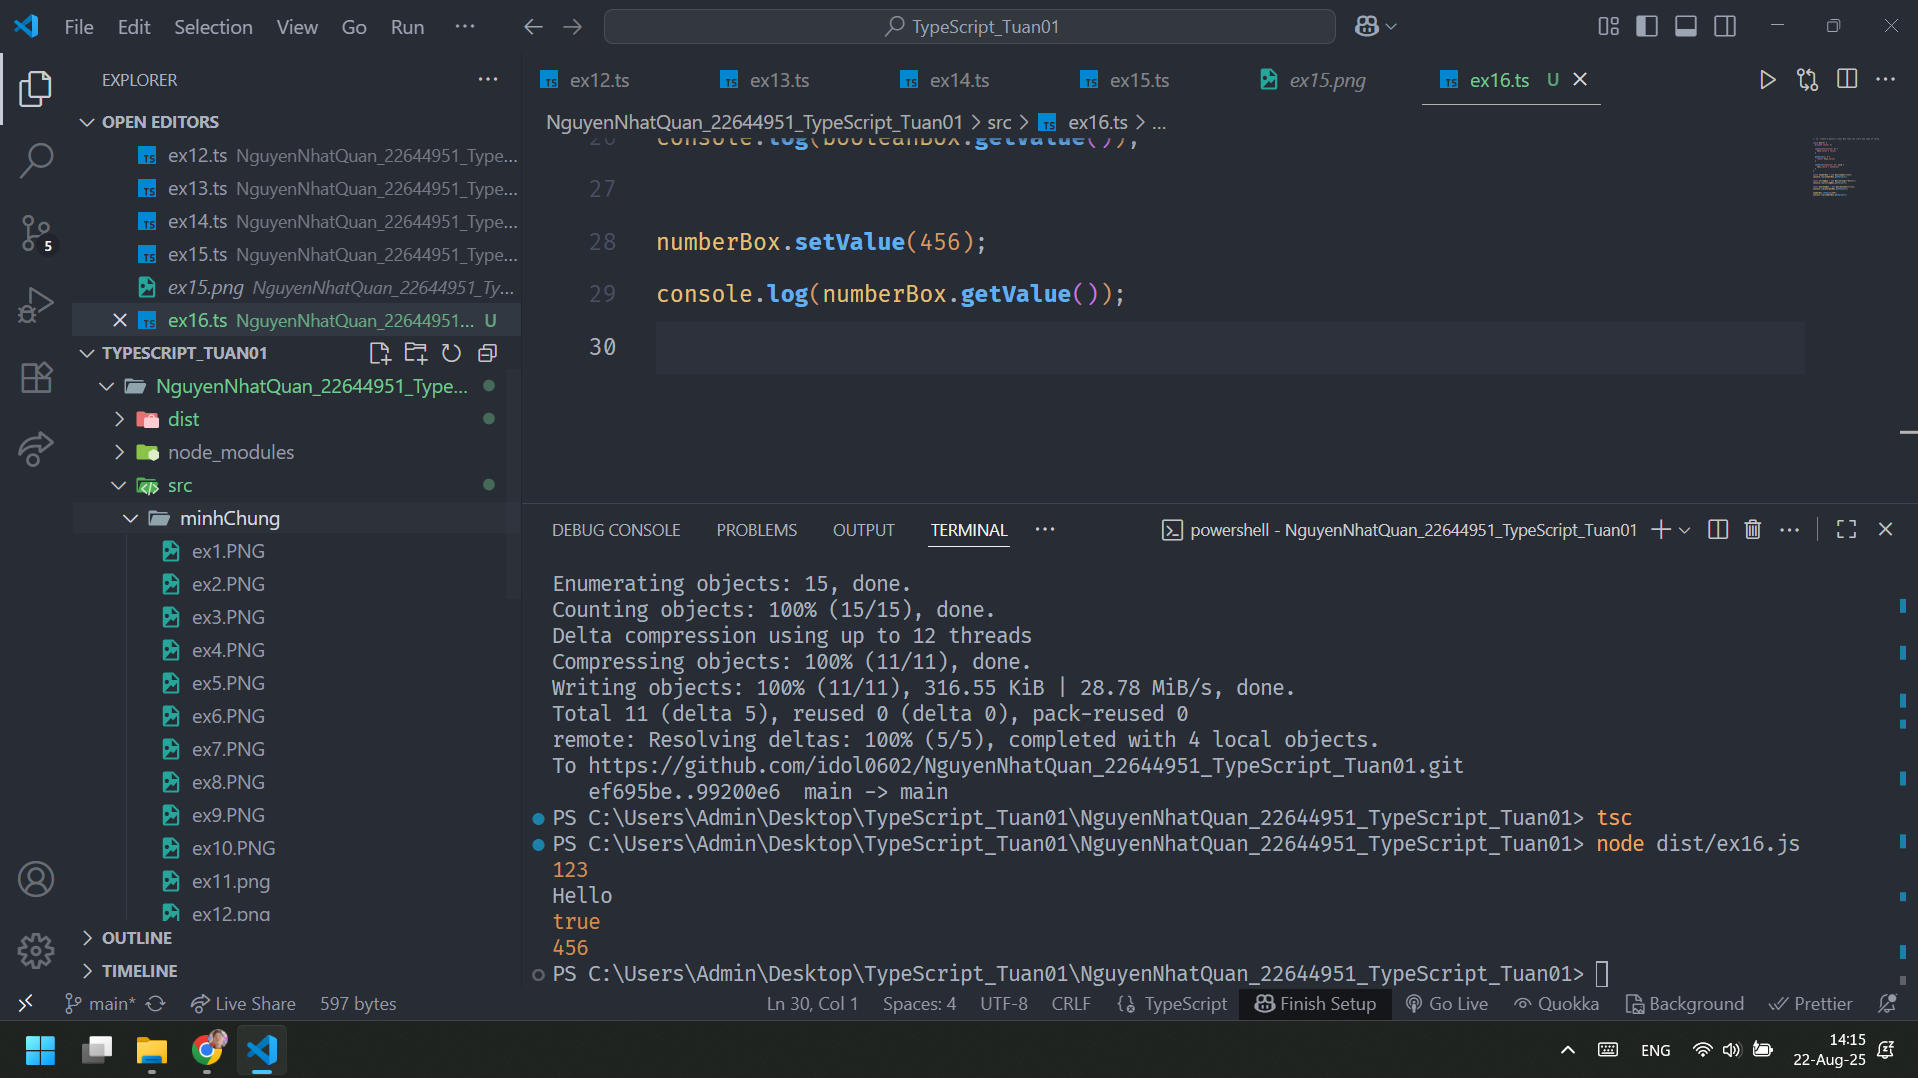 File Edit Selection View Go Run ···
TypeScript_Tuan01
EXPLORER
OPEN EDITORS
ex12.ts NguyenNhatQuan_22644951_Type...
ex13.ts NguyenNhatQuan_22644951_Type...
ex14.ts NguyenNhatQuan_22644951_Type...
ex15.ts NguyenNhatQuan_22644951_Type...
ex15.png NguyenNhatQuan_22644951_Ty...
ex16.ts NguyenNhatQuan_22644951... U
TYPESCRIPT_TUAN01
NguyenNhatQuan_22644951_Type...
dist
node_modules
src
minhChung
ex1.PNG
ex2.PNG
ex3.PNG
ex4.PNG
ex5.PNG
ex6.PNG
ex7.PNG
ex8.PNG
ex9.PNG
ex10.PNG
ex11.png
ex12.png
OUTLINE
TIMELINE
5
ex12.ts ex13.ts ex14.ts ex15.ts ex15.png ex16.ts U
NguyenNhatQuan_22644951_TypeScript_Tuan01 > src > ex16.ts > ...
26 console.log(booleanBox.getValue());
27
28 numberBox.setValue(456);
29 console.log(numberBox.getValue());
30
DEBUG CONSOLE PROBLEMS OUTPUT TERMINAL ··· powershell - NguyenNhatQuan_22644951_TypeScript_Tuan01
Enumerating objects: 15, done.
Counting objects: 100% (15/15), done.
Delta compression using up to 12 threads
Compressing objects: 100% (11/11), done.
Writing objects: 100% (11/11), 316.55 KiB | 28.78 MiB/s, done.
Total 11 (delta 5), reused 0 (delta 0), pack-reused 0
remote: Resolving deltas: 100% (5/5), completed with 4 local objects.
To https://github.com/idol0602/NguyenNhatQuan_22644951_TypeScript_Tuan01.git
ef695be..99200e6 main -> main
PS C:\Users\Admin\Desktop\TypeScript_Tuan01\NguyenNhatQuan_22644951_TypeScript_Tuan01> tsc
PS C:\Users\Admin\Desktop\TypeScript_Tuan01\NguyenNhatQuan_22644951_TypeScript_Tuan01> node dist/ex16.js
123
Hello
true
456
PS C:\Users\Admin\Desktop\TypeScript_Tuan01\NguyenNhatQuan_22644951_TypeScript_Tuan01>
main* Live Share 597 bytes Ln 30, Col 1 Spaces: 4 UTF-8 CRLF {} TypeScript Finish Setup Go Live Quokka Background Prettier
ENG 14:15
22-Aug-25